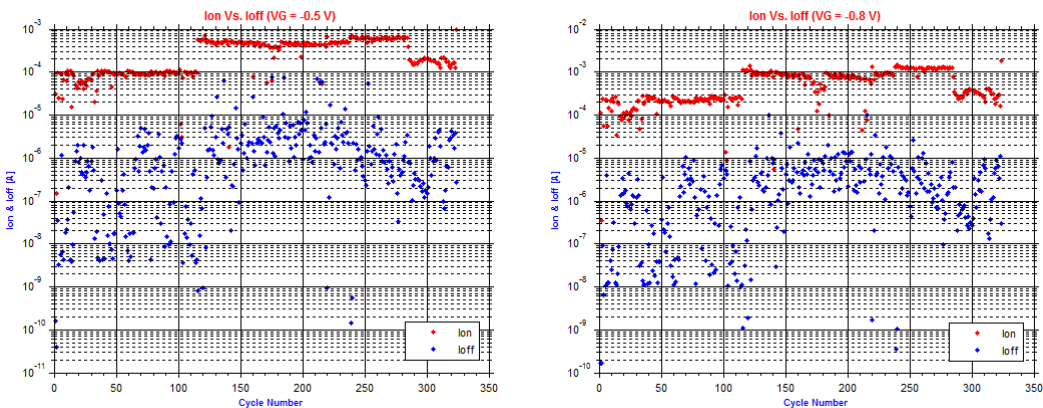 Ion Vs. Ioff (VG = -0.5 V)
10^-3
10^-4
10^-5
10^-6
10^-7
10^-8
10^-9
10^-10
10^-11
Ion & Ioff [A]
0 50 100 150 200 250 300 350
Cycle Number
Ion
Ioff
Ion Vs. Ioff (VG = -0.8 V)
10^-2
10^-3
10^-4
10^-5
10^-6
10^-7
10^-8
10^-9
10^-10
Ion & Ioff [A]
0 50 100 150 200 250 300 350
Cycle Number
Ion
Ioff